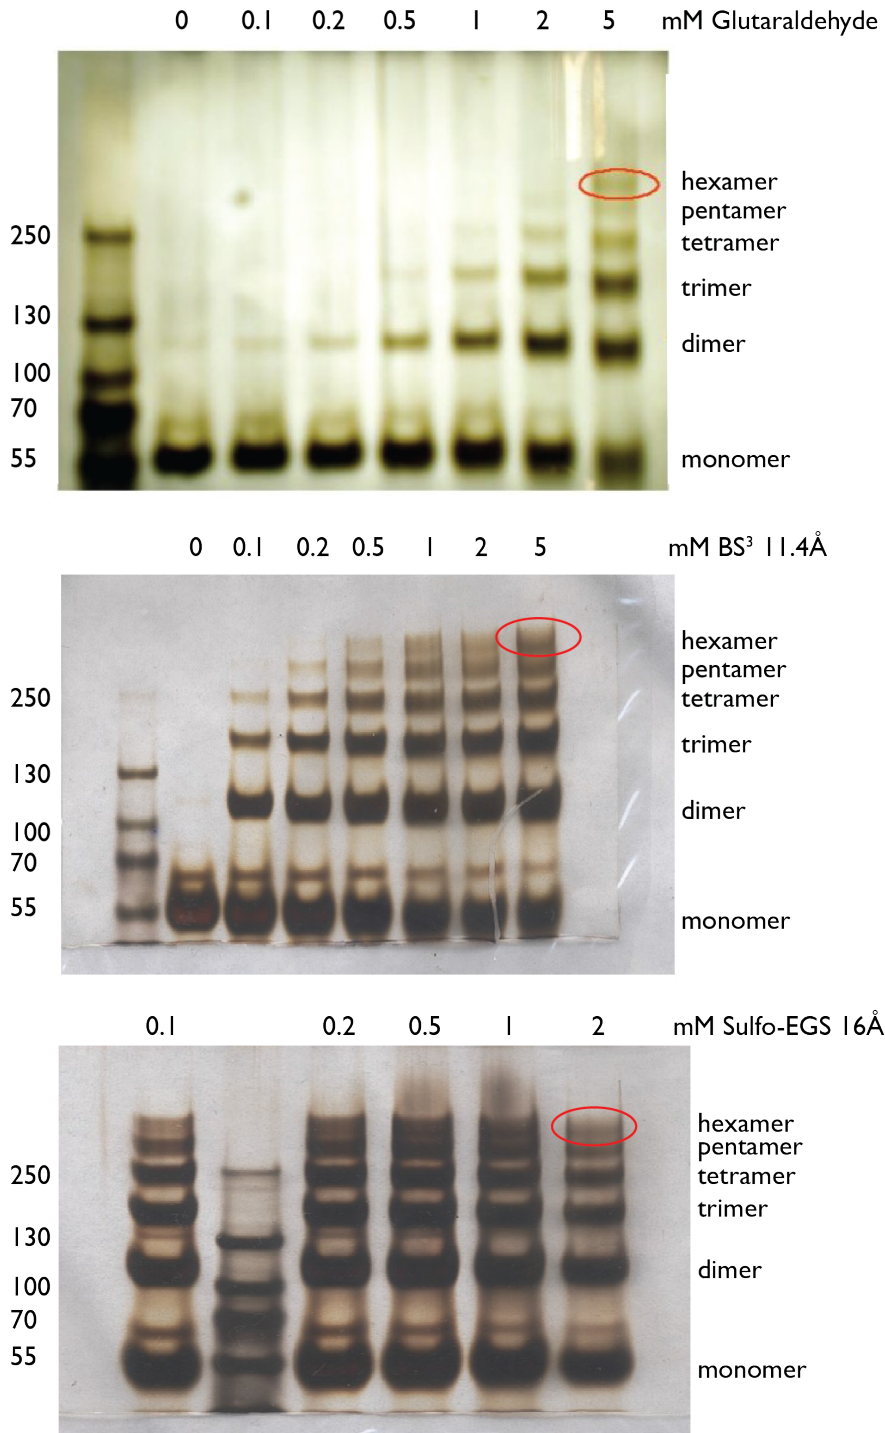 0 0.1 0.2 0.5 1 2 5 mM Glutaraldehyde
hexamer
pentamer
250 tetramer
trimer
130
dimer
100
70
55 monomer
0 0.1 0.2 0.5 1 2 5 mM BS³ 11.4Å
hexamer
pentamer
250 tetramer
trimer
130
dimer
100
70
55 monomer
0.1 0.2 0.5 1 2 mM Sulfo-EGS 16Å
hexamer
pentamer
250 tetramer
trimer
130
dimer
100
70
55 monomer